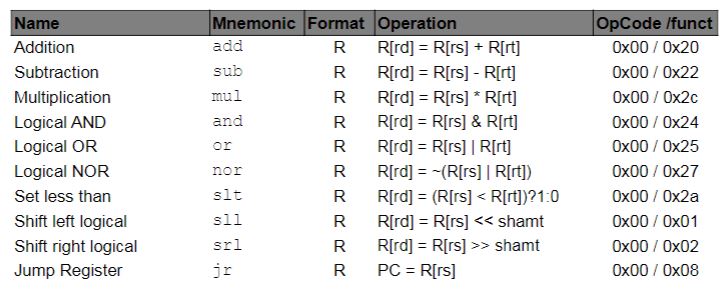 Name Mnemonic Format Operation OpCode /funct
Addition add R R[rd] = R[rs] + R[rt] 0x00 / 0x20
Subtraction sub R R[rd] = R[rs] - R[rt] 0x00 / 0x22
Multiplication mul R R[rd] = R[rs] * R[rt] 0x00 / 0x2c
Logical AND and R R[rd] = R[rs] & R[rt] 0x00 / 0x24
Logical OR or R R[rd] = R[rs] | R[rt] 0x00 / 0x25
Logical NOR nor R R[rd] = ~(R[rs] | R[rt]) 0x00 / 0x27
Set less than slt R R[rd] = (R[rs] < R[rt])?1:0 0x00 / 0x2a
Shift left logical sll R R[rd] = R[rs] << shamt 0x00 / 0x01
Shift right logical srl R R[rd] = R[rs] >> shamt 0x00 / 0x02
Jump Register jr R PC = R[rs] 0x00 / 0x08